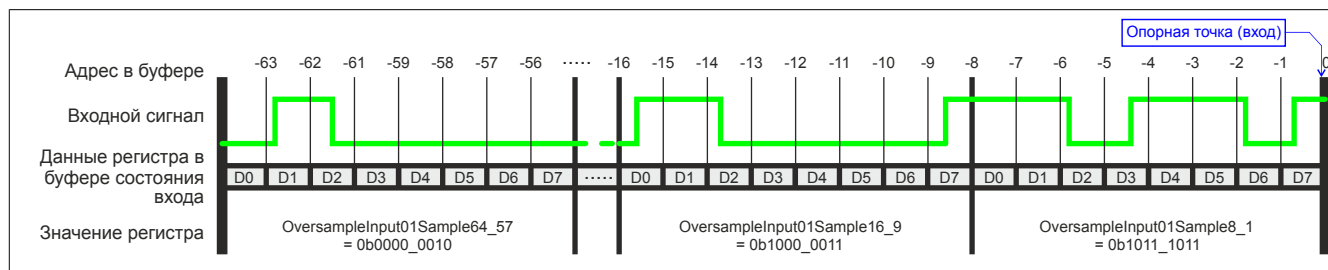 Опорная точка (вход)
Адрес в буфере -63 -62 -61 -59 -58 -57 -56 ..... -16 -15 -14 -13 -12 -11 -10 -9 -8 -7 -6 -5 -4 -3 -2 -1 0
Входной сигнал
Данные регистра в
буфере состояния
входа
D0 D1 D2 D3 D4 D5 D6 D7 ..... D0 D1 D2 D3 D4 D5 D6 D7 D0 D1 D2 D3 D4 D5 D6 D7
Значение регистра
OversampleInput01Sample64_57 OversampleInput01Sample16_9 OversampleInput01Sample8_1
= 0b0000_0010 = 0b1000_0011 = 0b1011_1011